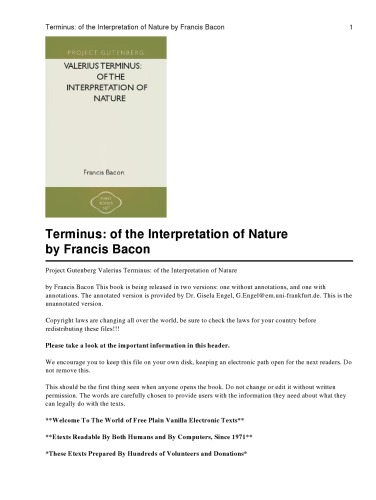 Terminus: of the Interpretation of Nature by Francis Bacon 1
PROJECT GUTENBERG
VALERIUS TERMINUS:
OF THE
INTERPRETATION OF
NATURE
Francis Bacon
Terminus: of the Interpretation of Nature
by Francis Bacon
Project Gutenberg Valerius Terminus: of the Interpretation of Nature
by Francis Bacon This book is being released in two versions: one without annotations, and one with
annotations. The annotated version is provided by Dr. Gisela Engel, G.Engel@em.uni-frankfurt.de. This is the
unannotated version.
Copyright laws are changing all over the world, be sure to check the laws for your country before
redistributing these files!!!
Please take a look at the important information in this header.
We encourage you to keep this file on your own disk, keeping an electronic path open for the next readers. Do
not remove this.
This should be the first thing seen when anyone opens the book. Do not change or edit it without written
permission. The words are carefully chosen to provide users with the information they need about what they
can legally do with the texts.
**Welcome To The World of Free Plain Vanilla Electronic Texts**
**Etexts Readable By Both Humans and By Computers, Since 1971**
*These Etexts Prepared By Hundreds of Volunteers and Donations*